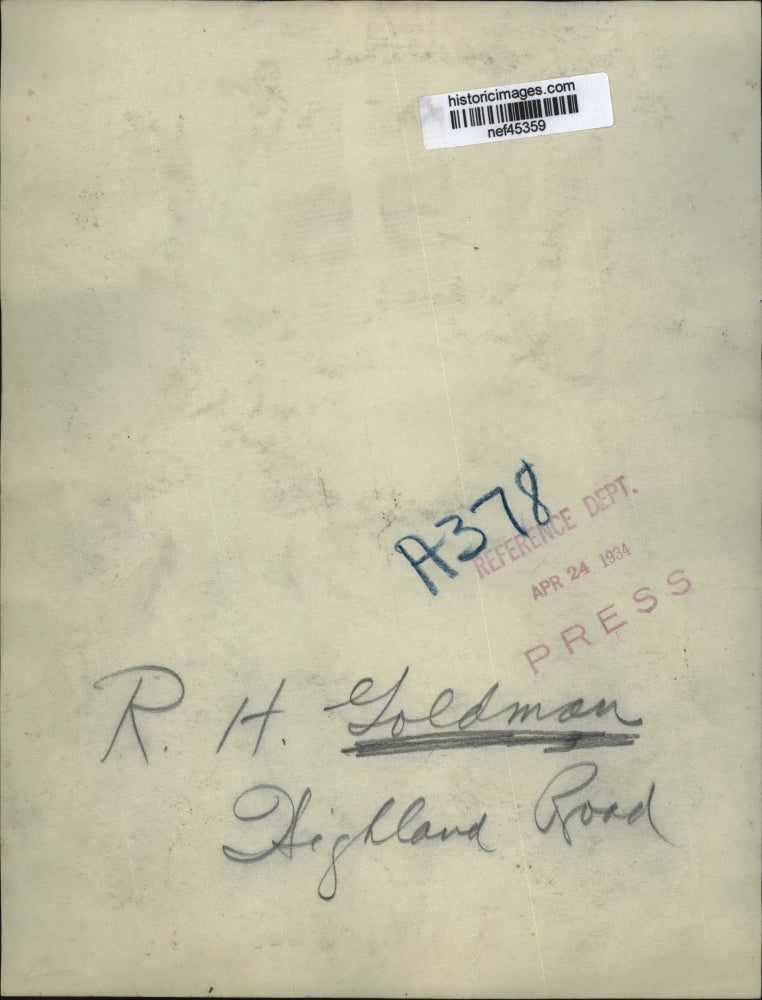 historicimages.com
nef45359
A378
REFERENCE DEPT.
APR 24 1934
PRESS
R. H. Goldman
Highland Road